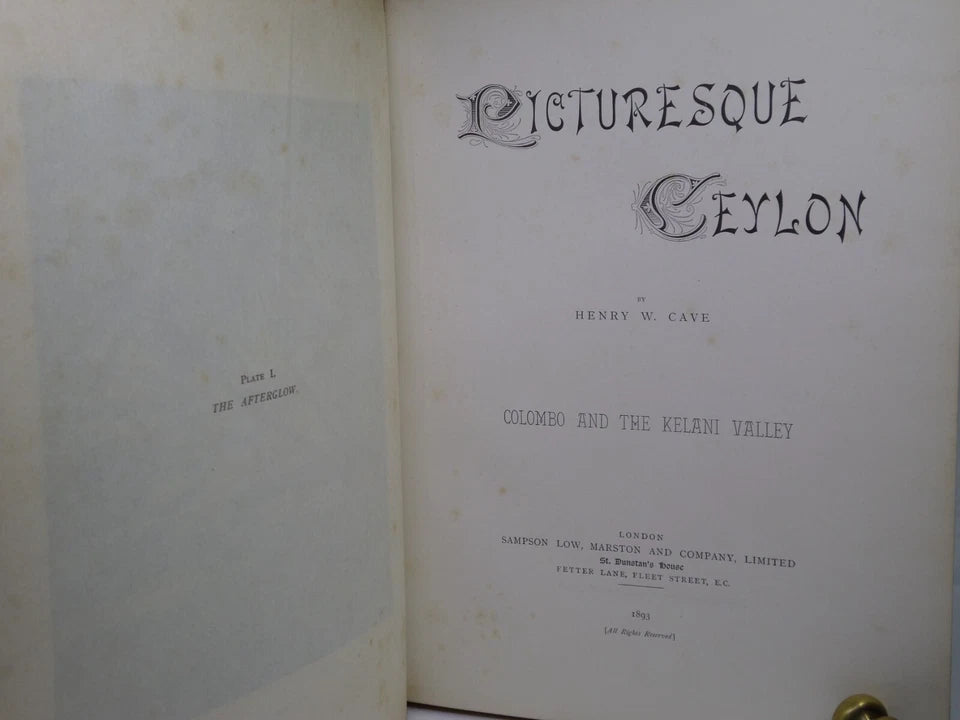 PLATE I.
THE AFTERGLOW.
PICTURESQUE
CEYLON
BY
HENRY W. CAVE
COLOMBO AND THE KELANI VALLEY
LONDON
SAMPSON LOW, MARSTON AND COMPANY, LIMITED
St. Dunstan's House
FETTER LANE, FLEET STREET, E.C.
1893
[All Rights Reserved]